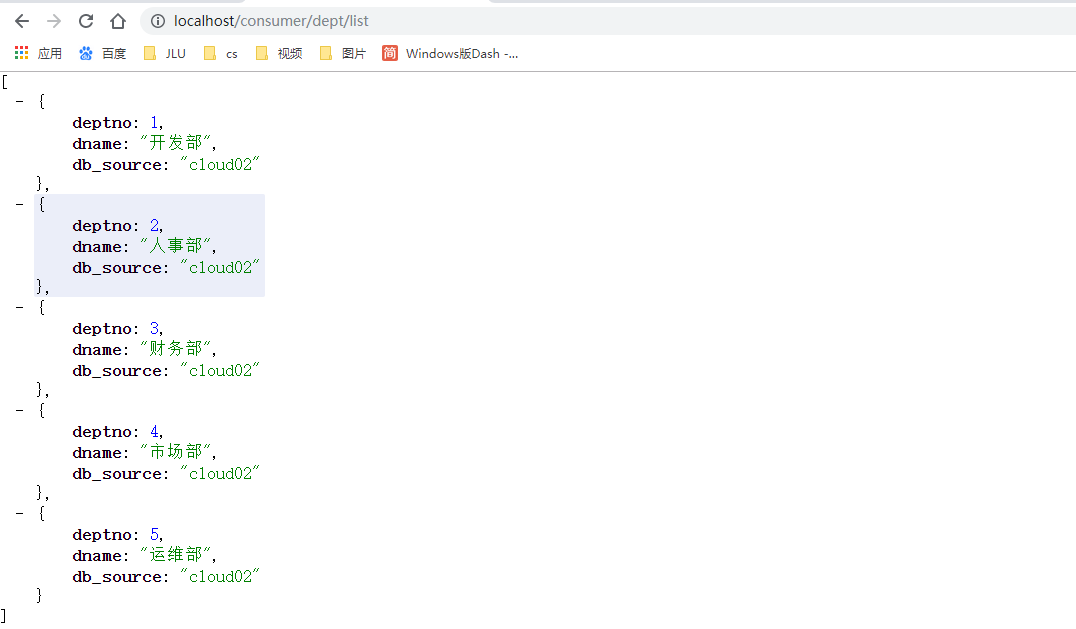 localhost/consumer/dept/list
应用 百度 JLU cs 视频 图片 简 Windows版Dash -...
[
- {
deptno: 1,
dname: "开发部",
db_source: "cloud02"
},
- {
deptno: 2,
dname: "人事部",
db_source: "cloud02"
},
- {
deptno: 3,
dname: "财务部",
db_source: "cloud02"
},
- {
deptno: 4,
dname: "市场部",
db_source: "cloud02"
},
- {
deptno: 5,
dname: "运维部",
db_source: "cloud02"
}
]